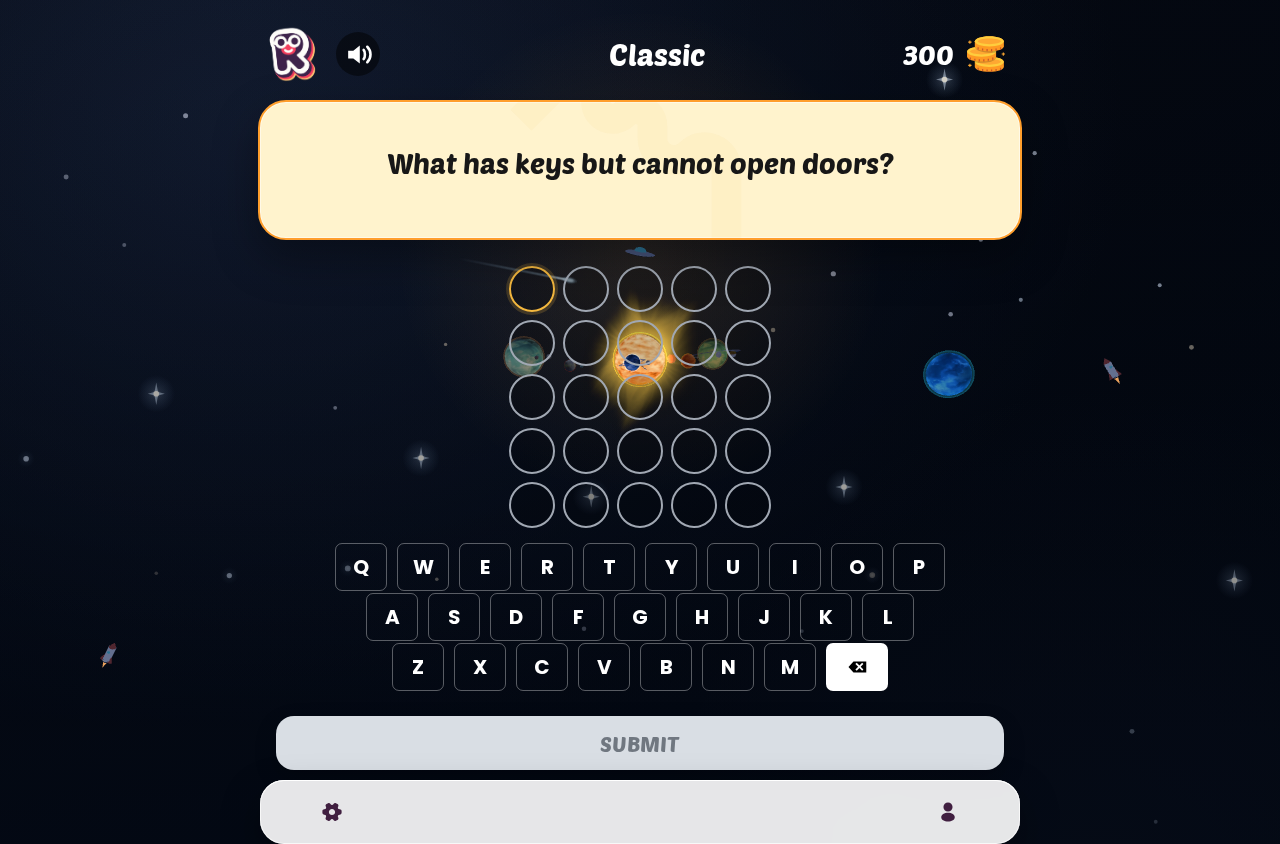 R
Classic
300
What has keys but cannot open doors?
Q W E R T Y U I O P
A S D F G H J K L
Z X C V B N M
SUBMIT